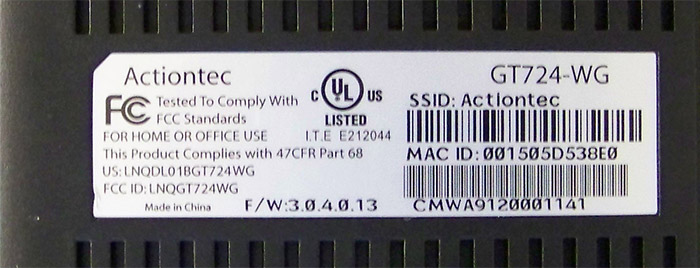 Actiontec
FC Tested To Comply With
FCC Standards
FOR HOME OR OFFICE USE
This Product Complies with 47CFR Part 68
US: LNQDL01BGT724WG
FCC ID: LNQGT724WG
Made in China
F/W:3.0.4.0.13
C UL US
LISTED
I.T.E E212044
GT724-WG
SSID: Actiontec
MAC ID: 001505D538E0
CMWA9120001141